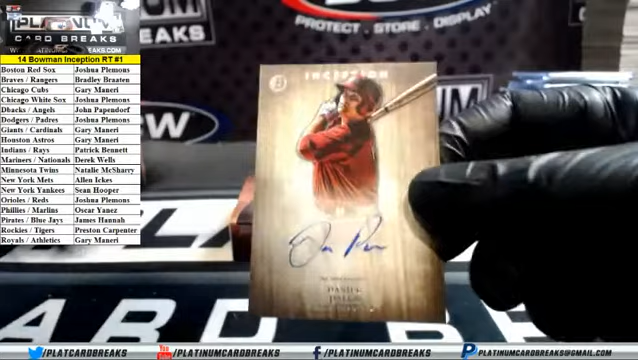 PLATINUM
CARD BREAKS
WWW.PLATINUMCARDBREAKS.COM
PROTECT . STORE . DISPLAY
14 Bowman Inception RT #1
Boston Red Sox Joshua Plemons
Braves / Rangers Bradley Braaten
Chicago Cubs Gary Maneri
Chicago White Sox Joshua Plemons
Dbacks / Angels John Papendorf
Dodgers / Padres Joshua Plemons
Giants / Cardinals Gary Maneri
Houston Astros Gary Maneri
Indians / Rays Patrick Bennett
Mariners / Nationals Derek Wells
Minnesota Twins Natalie McSharry
New York Mets Allen Ickes
New York Yankees Sean Hooper
Orioles / Reds Joshua Plemons
Phillies / Marlins Oscar Yanez
Pirates / Blue Jays James Hannah
Rockies / Tigers Preston Carpenter
Royals / Athletics Gary Maneri
INCEPTION
CARD BRE
/PLATCARDBREAKS
/PLATINUMCARDBREAKS
/PLATINUMCARDBREAKS
PLATINUMCARDBREAKS@GMAIL.COM